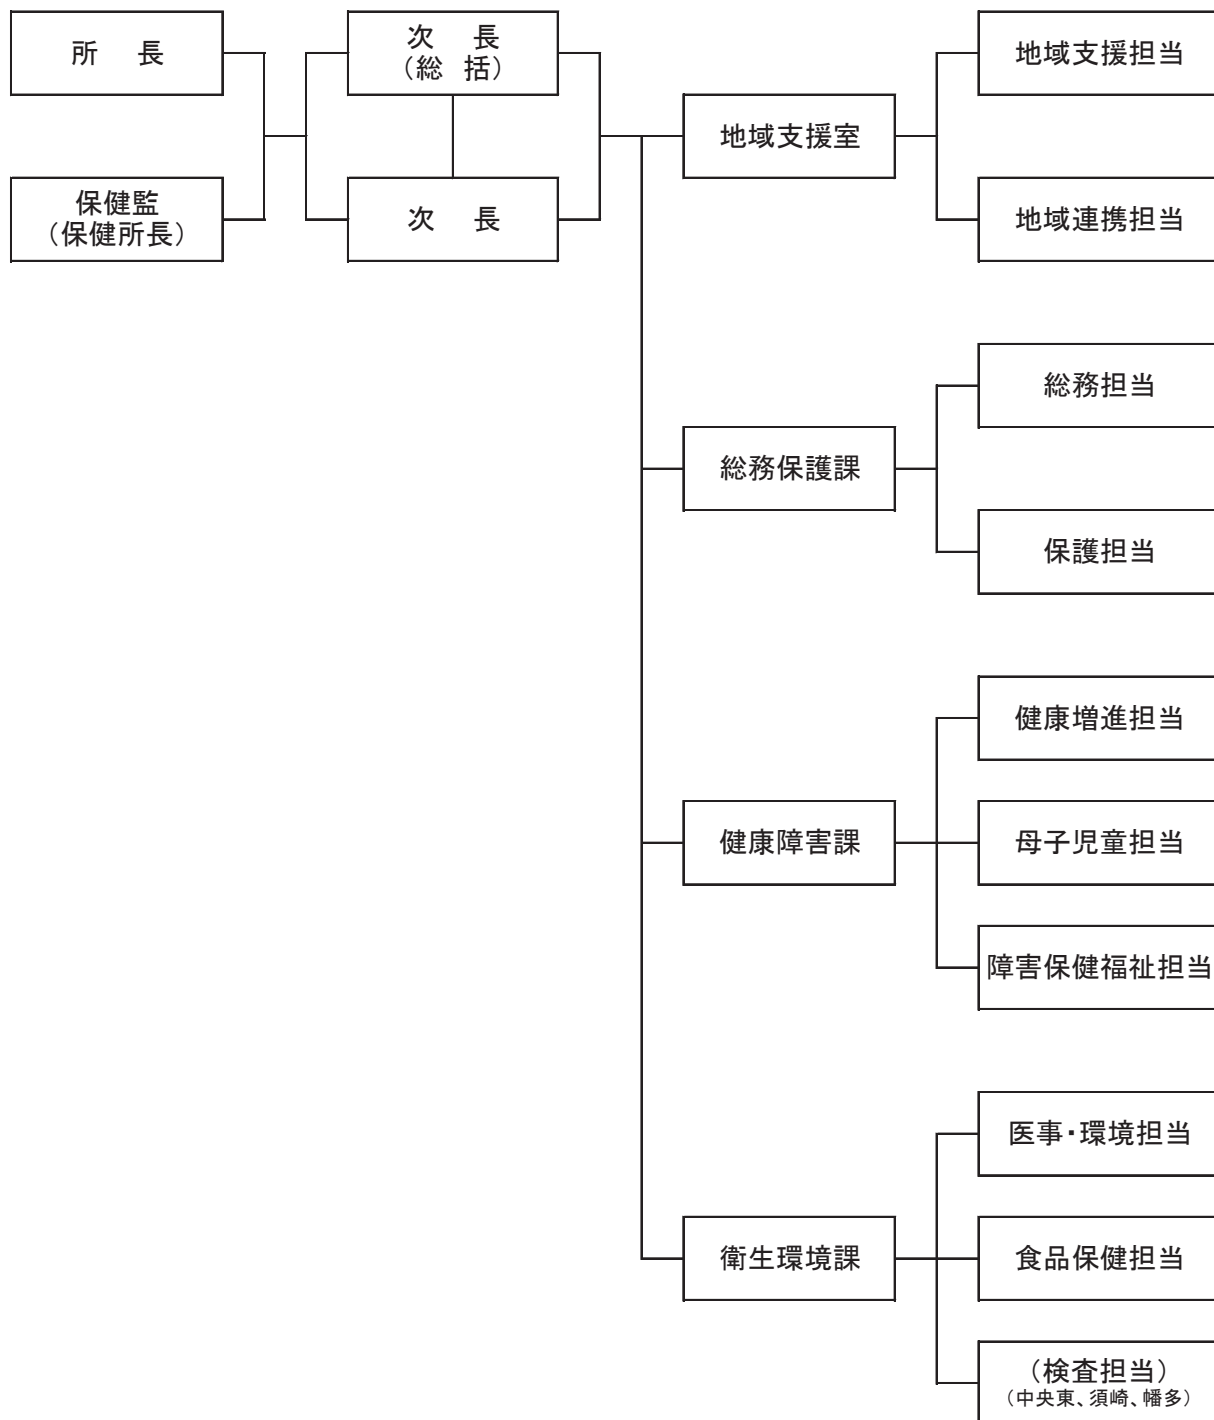 所　長
保健監
（保健所長）
次　長
（総 括）
次　長
地域支援室
地域支援担当
地域連携担当
総務保護課
総務担当
保護担当
健康障害課
健康増進担当
母子児童担当
障害保健福祉担当
衛生環境課
医事・環境担当
食品保健担当
（検査担当）
（中央東、須崎、幡多）